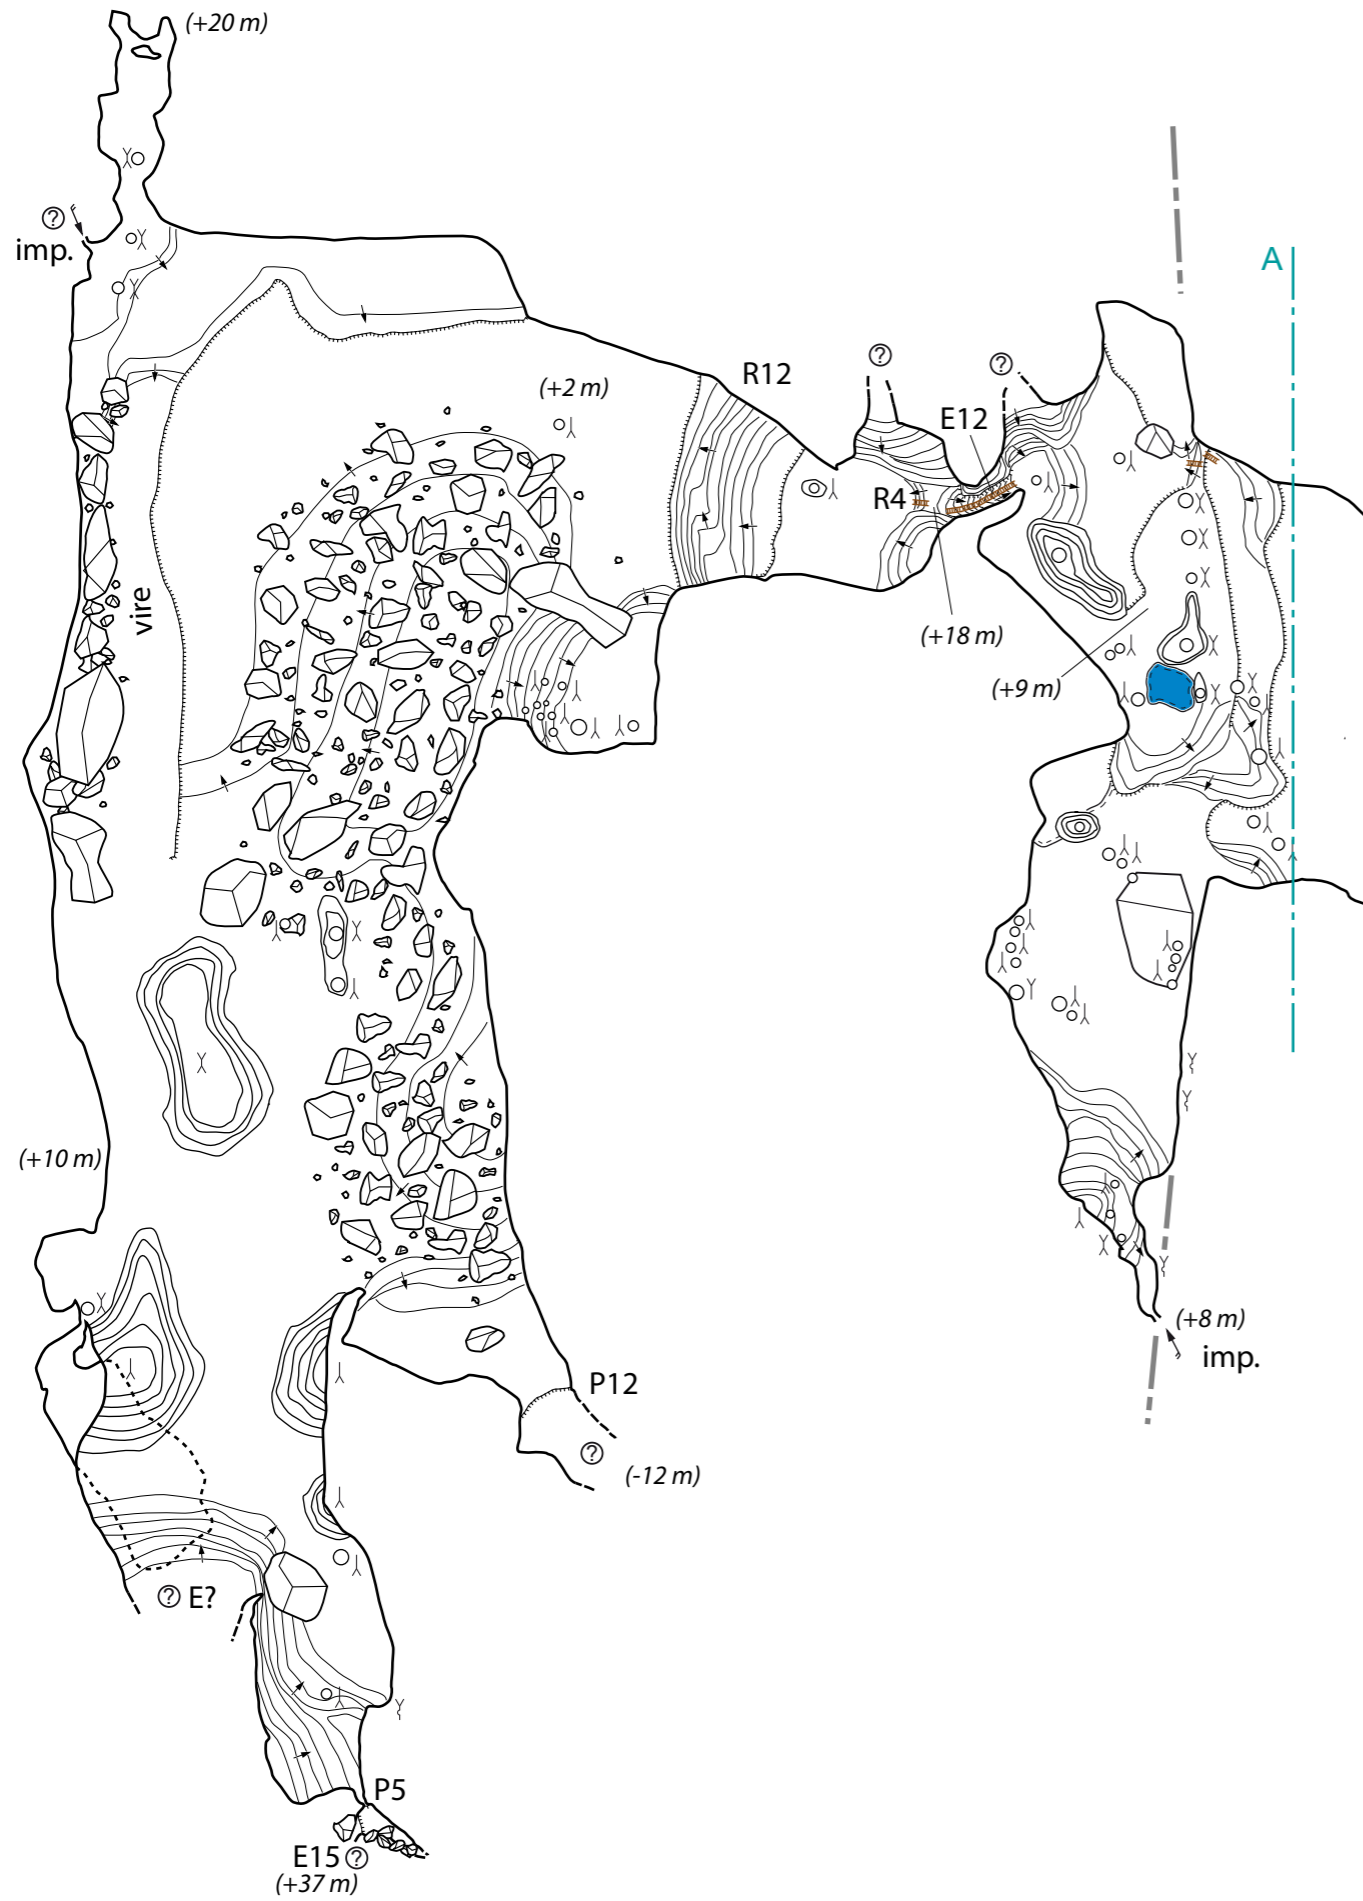 (+20 m)
?
imp.
A
?
?
R12
(+2 m)
E12
R4
vire
(+18 m)
(+9 m)
(+10 m)
(+8 m)
imp.
P12
?
(-12 m)
? E?
P5
E15 ?
(+37 m)